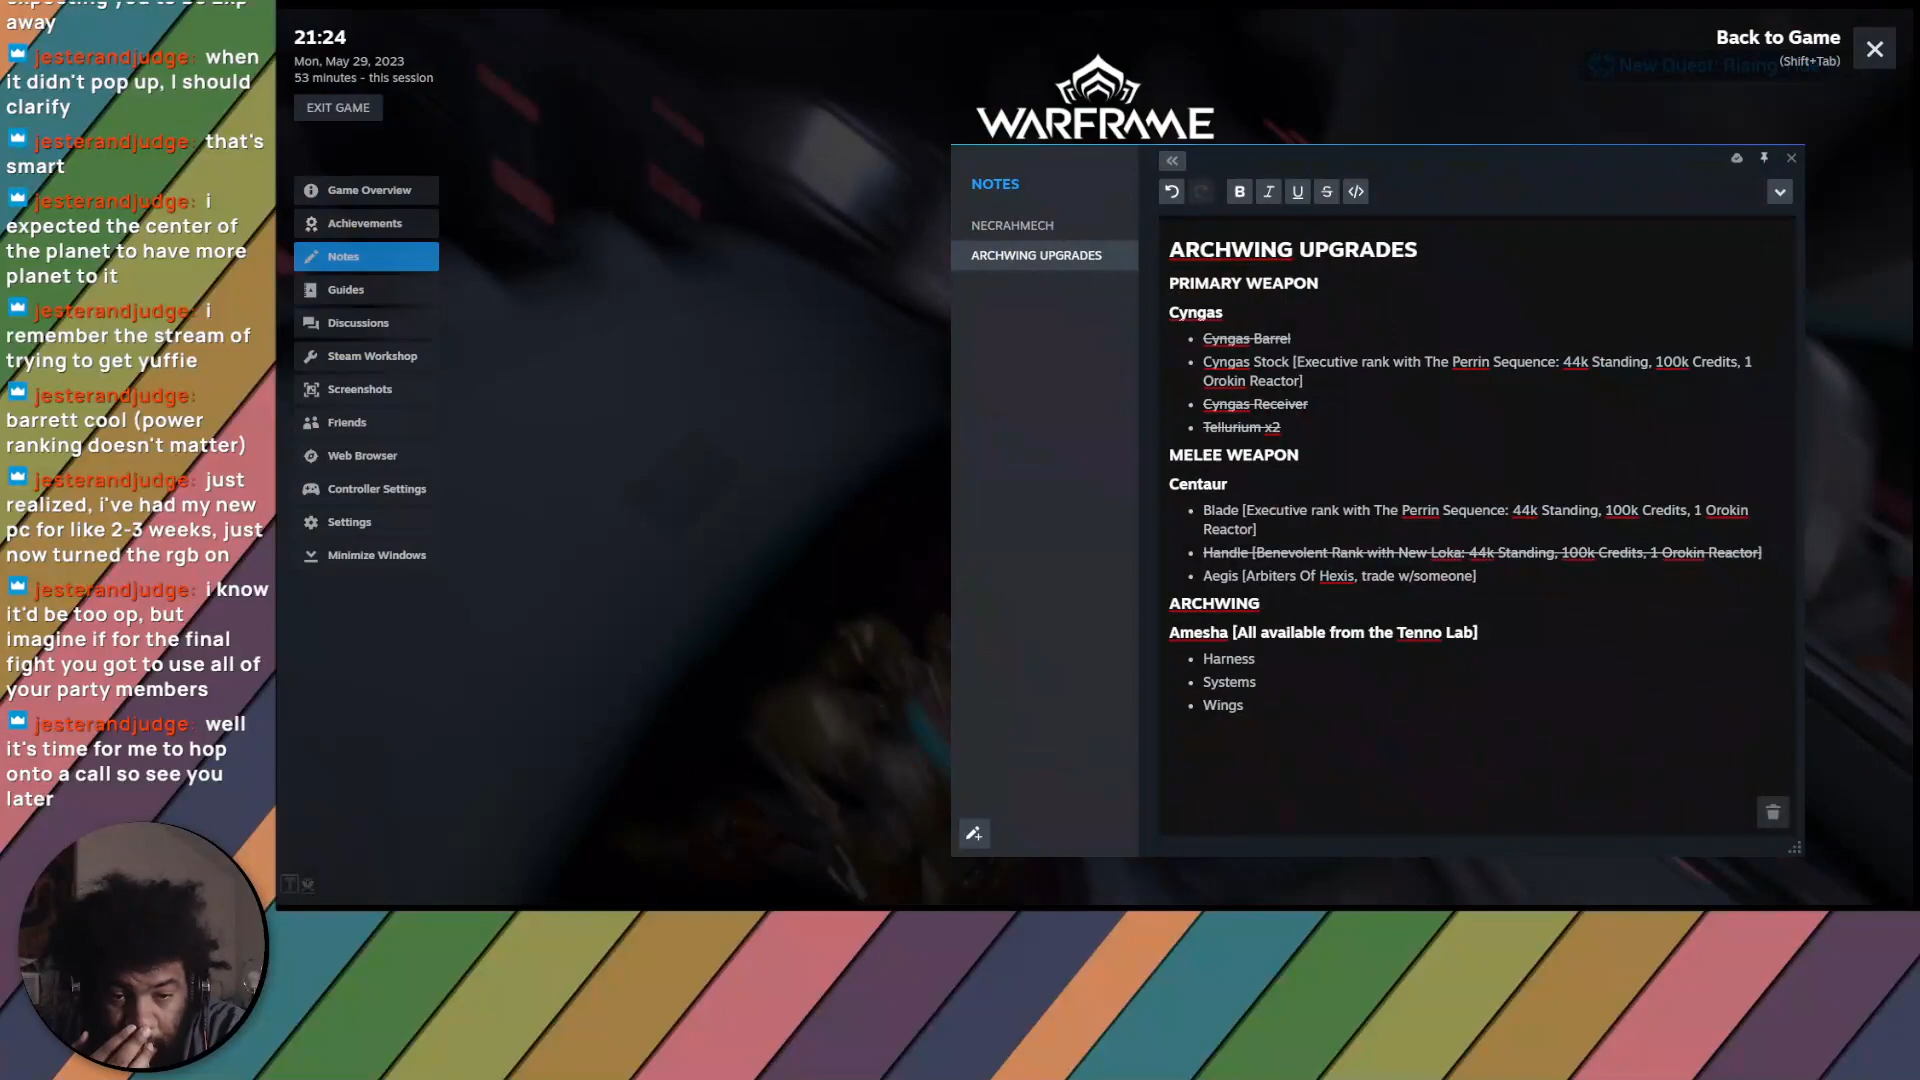 away
jesterandjudge: when
it didn't pop up, I should
clarify
jesterandjudge: that's
smart
jesterandjudge: i
expected the center of
the planet to have more
planet to it
jesterandjudge: i
remember the stream of
trying to get yuffie
jesterandjudge:
barrett cool (power
ranking doesn't matter)
jesterandjudge: just
realized, i've had my new
pc for like 2-3 weeks, just
now turned the rgb on
jesterandjudge: i know
it'd be too op, but
imagine if for the final
fight you got to use all of
your party members
jesterandjudge: well
it's time for me to hop
onto a call so see you
later
21:24
Mon, May 29, 2023
53 minutes - this session
EXIT GAME
Game Overview
Achievements
Notes
Guides
Discussions
Steam Workshop
Screenshots
Friends
Web Browser
Controller Settings
Settings
Minimize Windows
WARFRAME
Back to Game
(Shift+Tab)
New Quest: Rising
NOTES
NECRAHMECH
ARCHWING UPGRADES
B I U S </>
ARCHWING UPGRADES
PRIMARY WEAPON
Cyngas
Cyngas Barrel
Cyngas Stock [Executive rank with The Perrin Sequence: 44k Standing, 100k Credits, 1
Orokin Reactor]
Cyngas Receiver
Tellurium x2
MELEE WEAPON
Centaur
Blade [Executive rank with The Perrin Sequence: 44k Standing, 100k Credits, 1 Orokin
Reactor]
Handle [Benevolent Rank with New Loka: 44k Standing, 100k Credits, 1 Orokin Reactor]
Aegis [Arbiters Of Hexis, trade w/someone]
ARCHWING
Amesha [All available from the Tenno Lab]
Harness
Systems
Wings